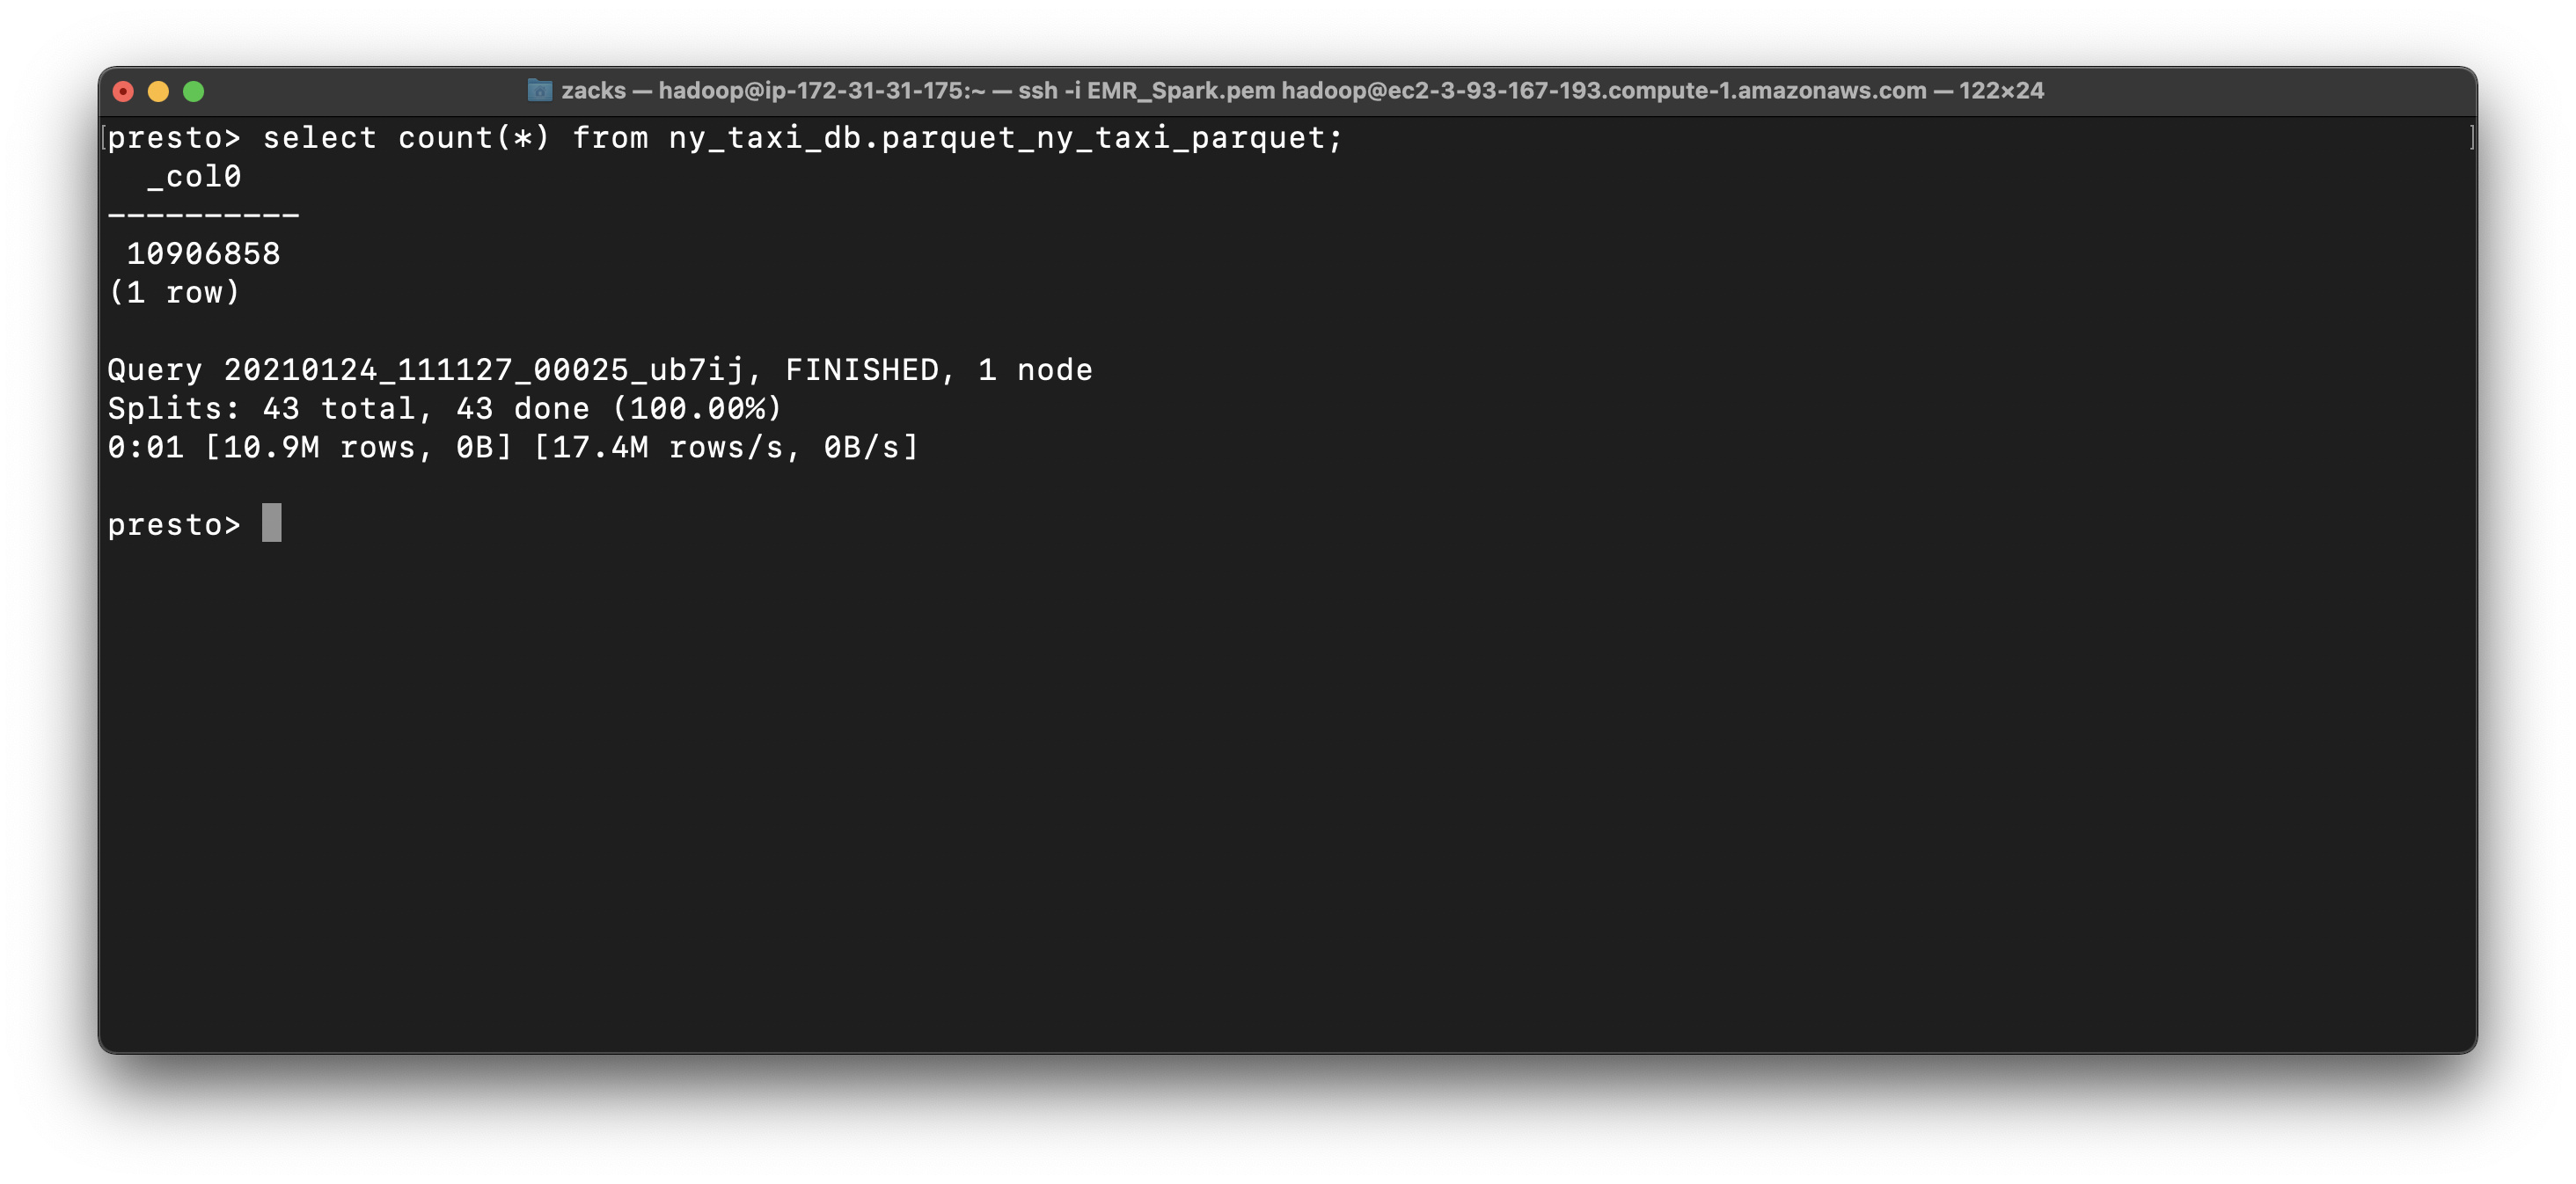 zacks — hadoop@ip-172-31-31-175:~ — ssh -i EMR_Spark.pem hadoop@ec2-3-93-167-193.compute-1.amazonaws.com — 122×24
[presto> select count(*) from ny_taxi_db.parquet_ny_taxi_parquet; ]
_col0
----------
10906858
(1 row)
Query 20210124_111127_00025_ub7ij, FINISHED, 1 node
Splits: 43 total, 43 done (100.00%)
0:01 [10.9M rows, 0B] [17.4M rows/s, 0B/s]
presto>